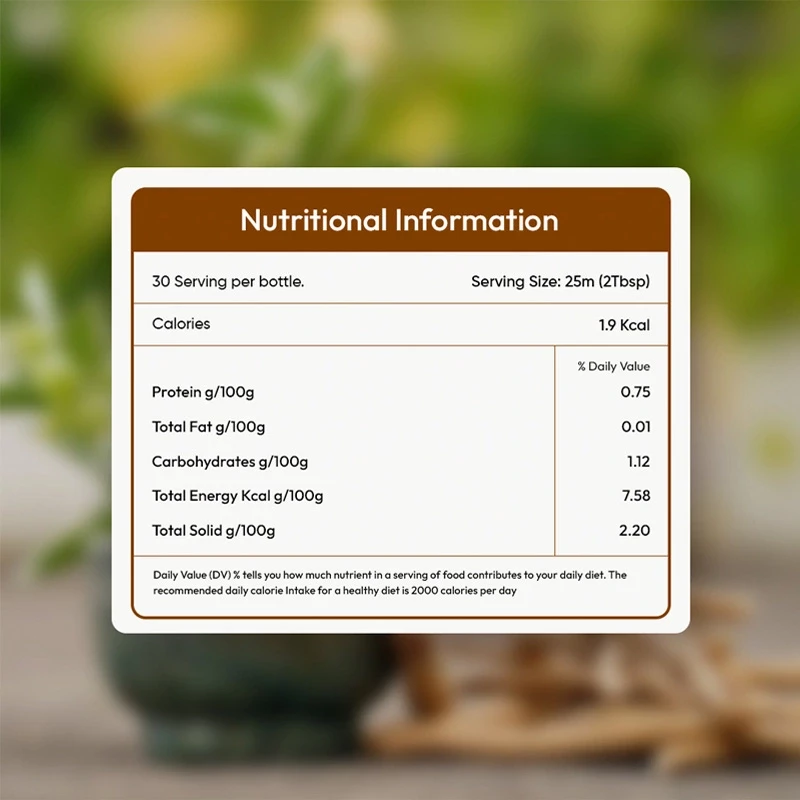 Nutritional Information
30 Serving per bottle. Serving Size: 25m (2Tbsp)
Calories 1.9 Kcal
% Daily Value
Protein g/100g 0.75
Total Fat g/100g 0.01
Carbohydrates g/100g 1.12
Total Energy Kcal g/100g 7.58
Total Solid g/100g 2.20
Daily Value (DV) % tells you how much nutrient in a serving of food contributes to your daily diet. The
recommended daily calorie Intake for a healthy diet is 2000 calories per day